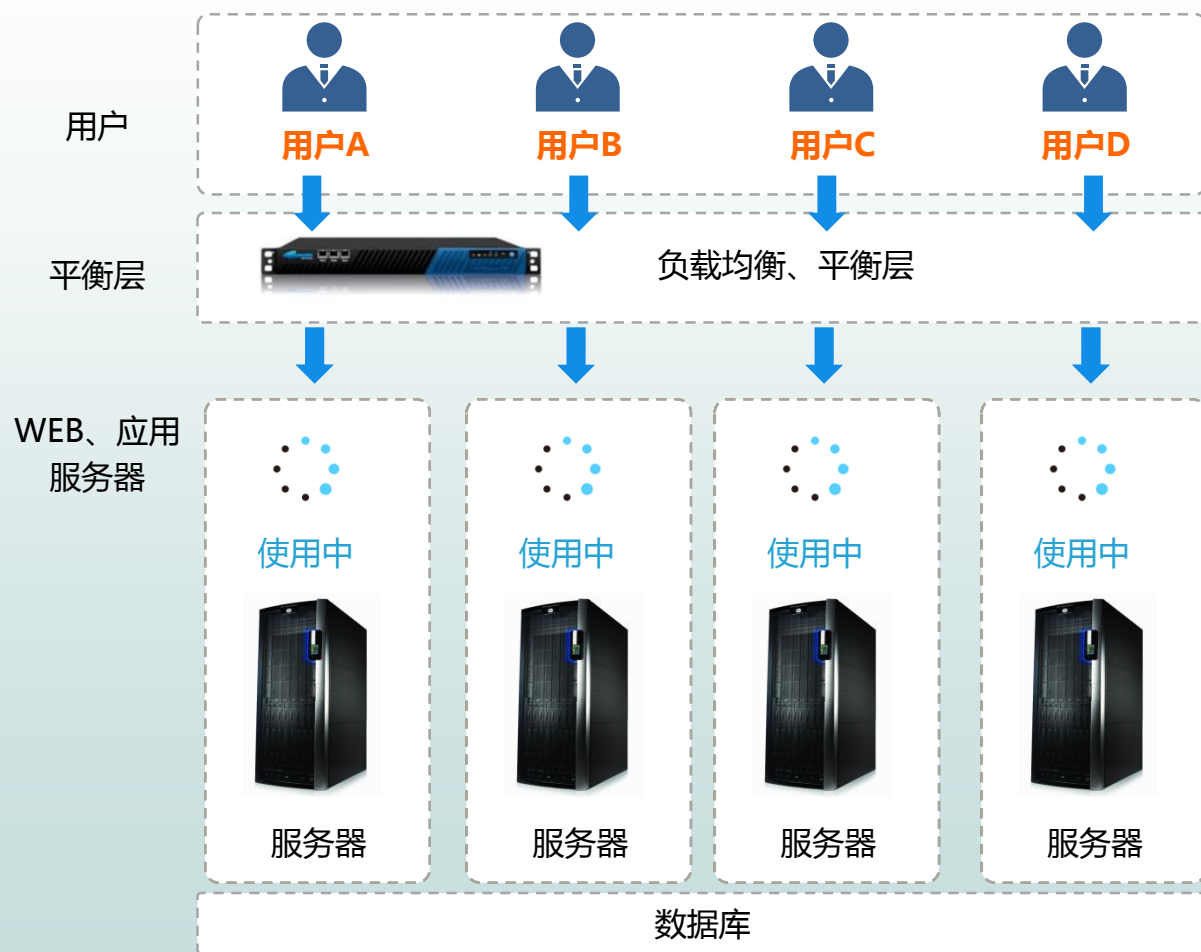 用户
用户A
用户B
用户C
用户D
平衡层
负载均衡、平衡层
WEB、应用
服务器
使用中
使用中
使用中
使用中
服务器
服务器
服务器
服务器
数据库